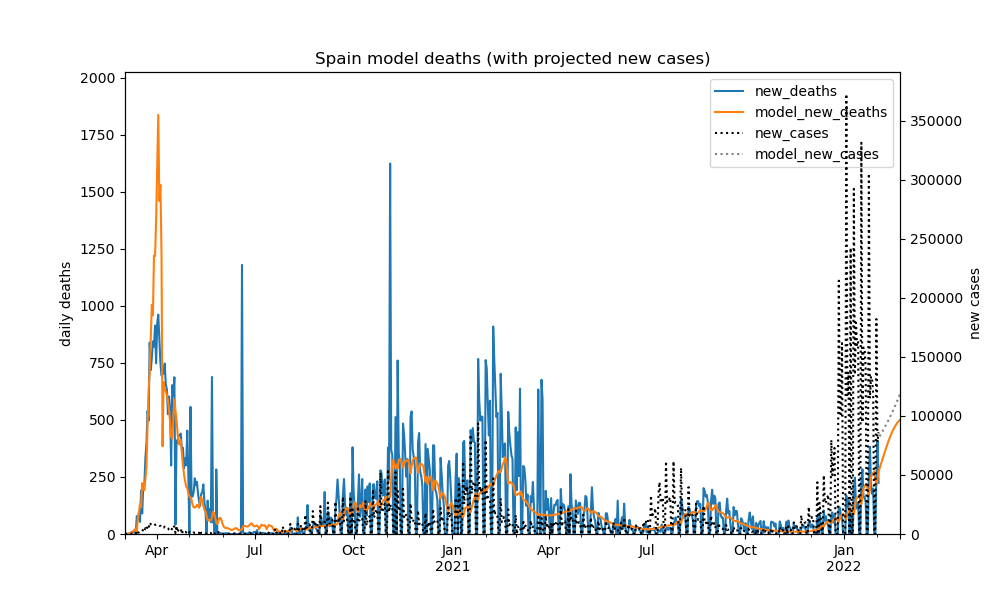 Spain model deaths (with projected new cases)
2000
1750
1500
1250
1000
750
500
250
0
daily deaths
new_deaths
model_new_deaths
new_cases
model_new_cases
350000
300000
250000
200000
150000
100000
50000
0
new cases
Apr Jul Oct Jan Apr Jul Oct Jan
2021 2022